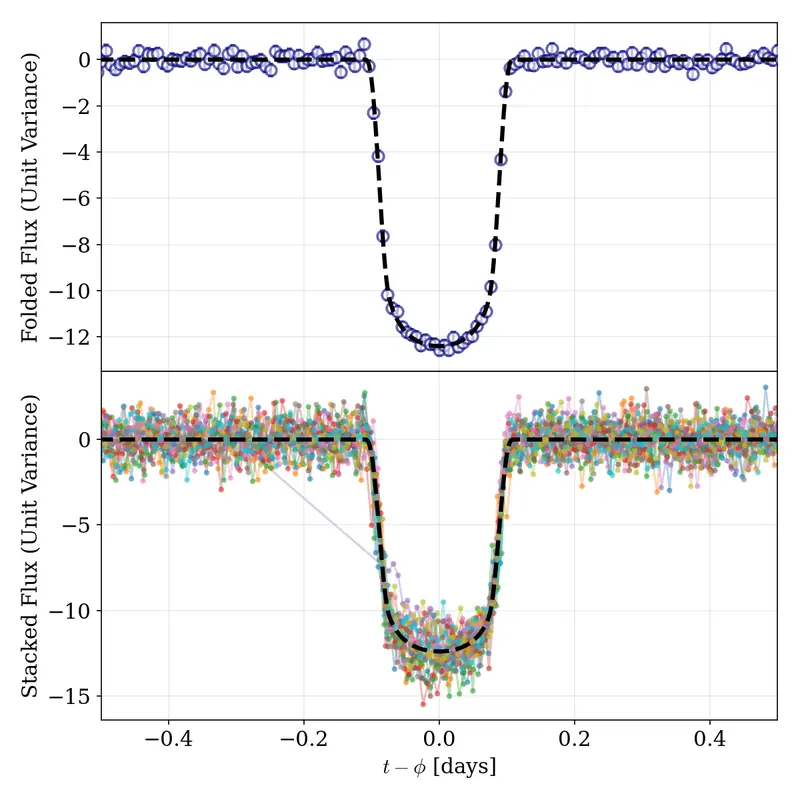 Folded Flux (Unit Variance)
0
−2
−4
−6
−8
−10
−12
Stacked Flux (Unit Variance)
0
−5
−10
−15
−0.4 −0.2 0.0 0.2 0.4
t − ϕ [days]